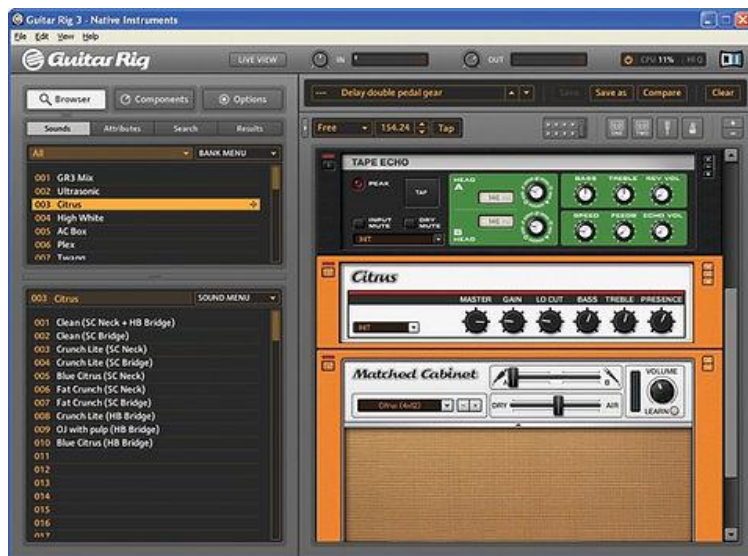 Guitar Rig 3 - Native Instruments
File Edit View Help
Guitar Rig
LIVE VIEW
IN
OUT
CPU 11%
HI Q
Browser
Components
Options
Sounds
Attributes
Search
Results
All
BANK MENU
001 GR3 Mix
002 Ultrasonic
003 Citrus
004 High White
005 AC Box
006 Plex
007 Twang
003 Citrus
SOUND MENU
001 Clean (SC Neck + HB Bridge)
002 Clean (SC Bridge)
003 Crunch Lite (SC Neck)
004 Crunch Lite (SC Bridge)
005 Blue Citrus (SC Neck)
006 Fat Crunch (SC Neck)
007 Fat Crunch (SC Bridge)
008 Crunch Lite (HB Bridge)
009 OJ with pulp (HB Bridge)
010 Blue Citrus (HB Bridge)
011
012
013
014
015
016
017
--- Delay double pedal gear
Save
Save as
Compare
Clear
Free
154.24
Tap
TAPE ECHO
PEAK
TAP
INPUT MUTE
DRY MUTE
INIT
HEAD A
B HEAD
BASS TREBLE REV VOL
SPEED FEEDB ECHO VOL
Citrus
MASTER GAIN LO CUT BASS TREBLE PRESENCE
INIT
Matched Cabinet
A
B
Citrus (4x12)
DRY
AIR
VOLUME
LEARN